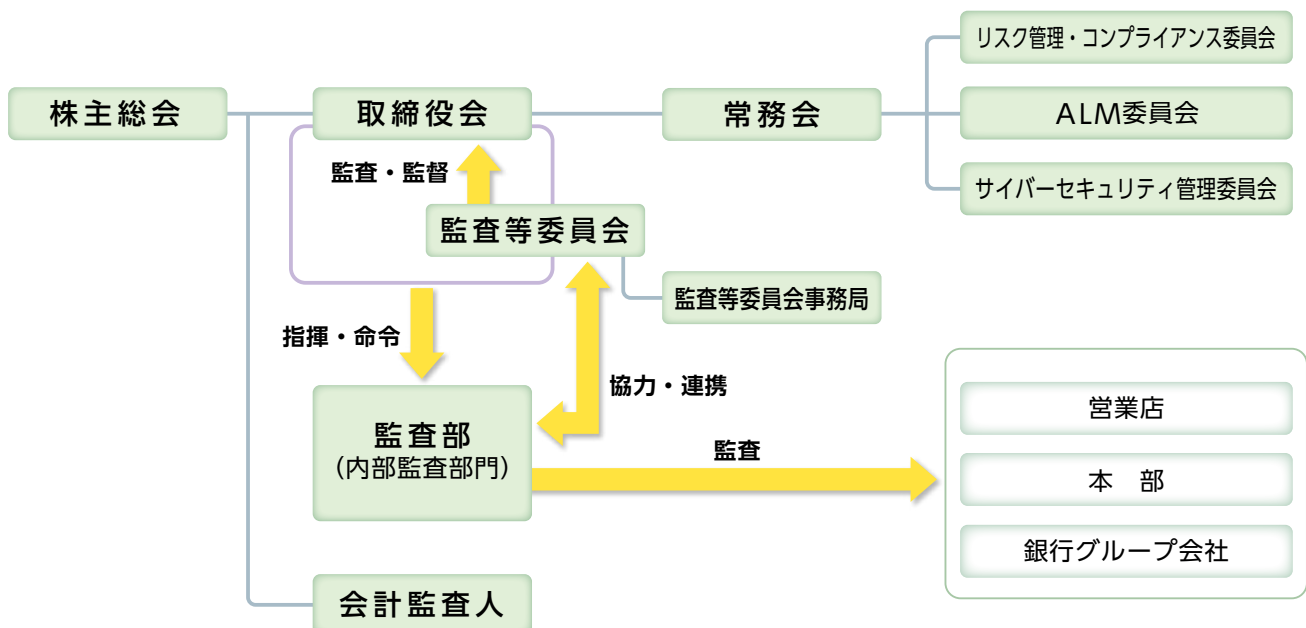 リスク管理・コンプライアンス委員会
株主総会
取締役会
常務会
ALM委員会
監査・監督
サイバーセキュリティ管理委員会
監査等委員会
監査等委員会事務局
指揮・命令
協力・連携
営業店
監査部
(内部監査部門)
監査
本　部
銀行グループ会社
会計監査人